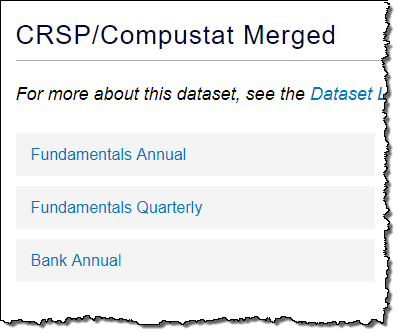 CRSP/Compustat Merged
For more about this dataset, see the Dataset
Fundamentals Annual
Fundamentals Quarterly
Bank Annual